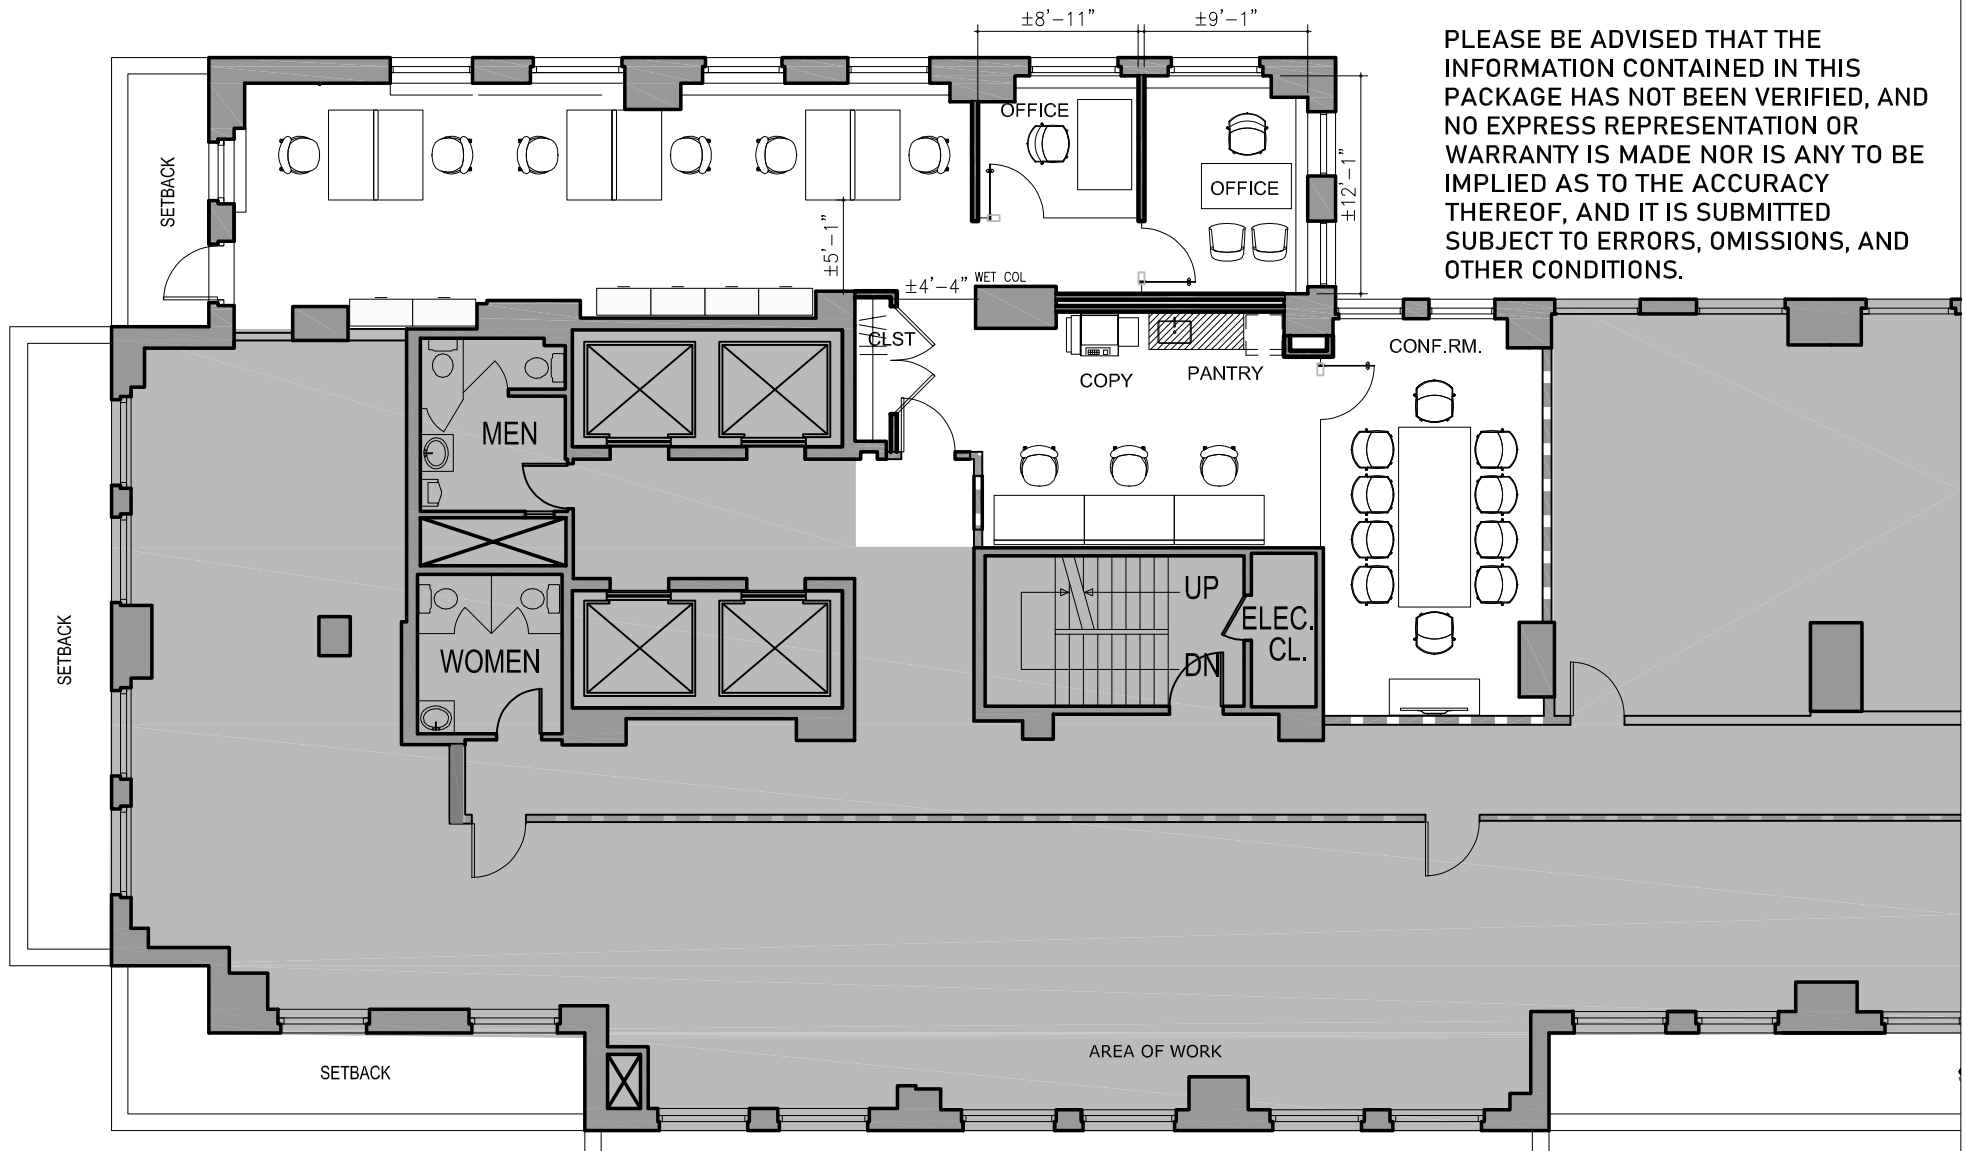 ±8'-11"
±9'-1"
PLEASE BE ADVISED THAT THE
INFORMATION CONTAINED IN THIS
PACKAGE HAS NOT BEEN VERIFIED, AND
NO EXPRESS REPRESENTATION OR
WARRANTY IS MADE NOR IS ANY TO BE
IMPLIED AS TO THE ACCURACY
THEREOF, AND IT IS SUBMITTED
SUBJECT TO ERRORS, OMISSIONS, AND
OTHER CONDITIONS.
OFFICE
OFFICE
±12'-1"
SETBACK
±5'-1"
±4'-4"
WET COL
CLST
COPY
PANTRY
CONF.RM.
MEN
WOMEN
UP
DN
ELEC.
CL.
SETBACK
AREA OF WORK
SETBACK